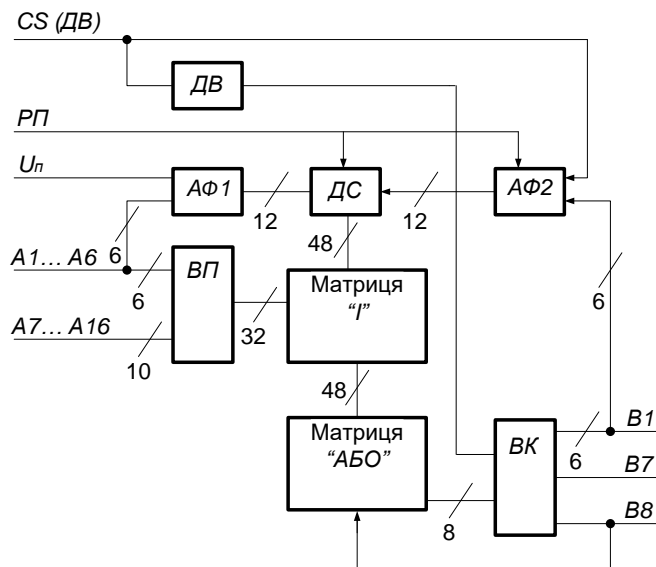 CS (ДВ)
ДВ
РП
Uп
АФ1
12
ДС
12
АФ2
6
48
А1... А6
6
ВП
Матриця
"І"
6
32
А7... А16
10
48
Матриця
"АБО"
ВК
6
В1
В7
8
В8